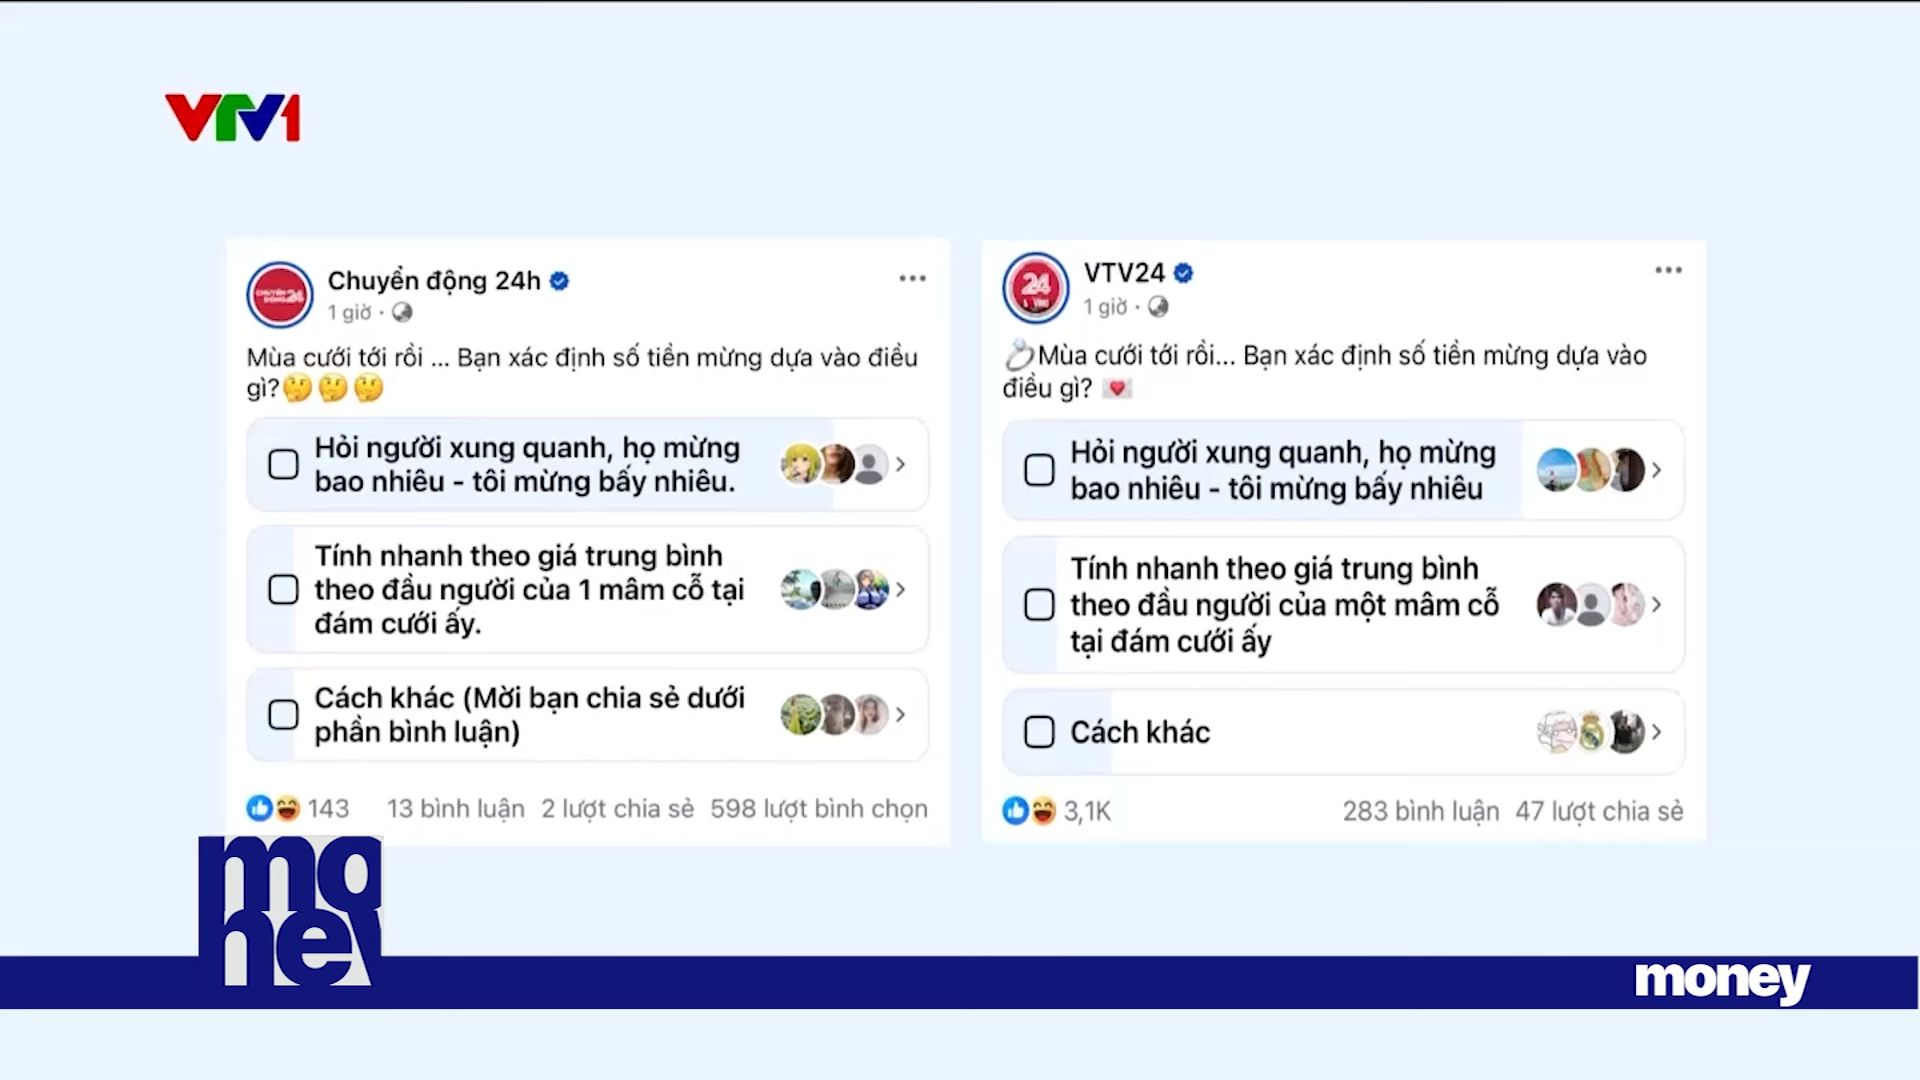 VTV1
Chuyển động 24h
1 giờ ·
Mùa cưới tới rồi ... Bạn xác định số tiền mừng dựa vào điều
gì?🤔🤔🤔
Hỏi người xung quanh, họ mừng
bao nhiêu - tôi mừng bấy nhiêu.
Tính nhanh theo giá trung bình
theo đầu người của 1 mâm cỗ tại
đám cưới ấy.
Cách khác (Mời bạn chia sẻ dưới
phần bình luận)
143 13 bình luận 2 lượt chia sẻ 598 lượt bình chọn
VTV24
1 giờ ·
💍Mùa cưới tới rồi... Bạn xác định số tiền mừng dựa vào
điều gì? 💌
Hỏi người xung quanh, họ mừng
bao nhiêu - tôi mừng bấy nhiêu
Tính nhanh theo giá trung bình
theo đầu người của một mâm cỗ
tại đám cưới ấy
Cách khác
3,1K 283 bình luận 47 lượt chia sẻ
mo
ney
money